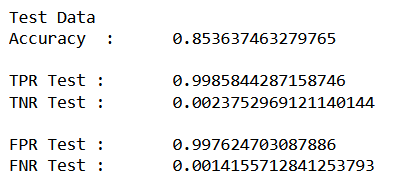 Test Data
Accuracy : 0.853637463279765
TPR Test : 0.9985844287158746
TNR Test : 0.0023752969121140144
FPR Test : 0.997624703087886
FNR Test : 0.0014155712841253793